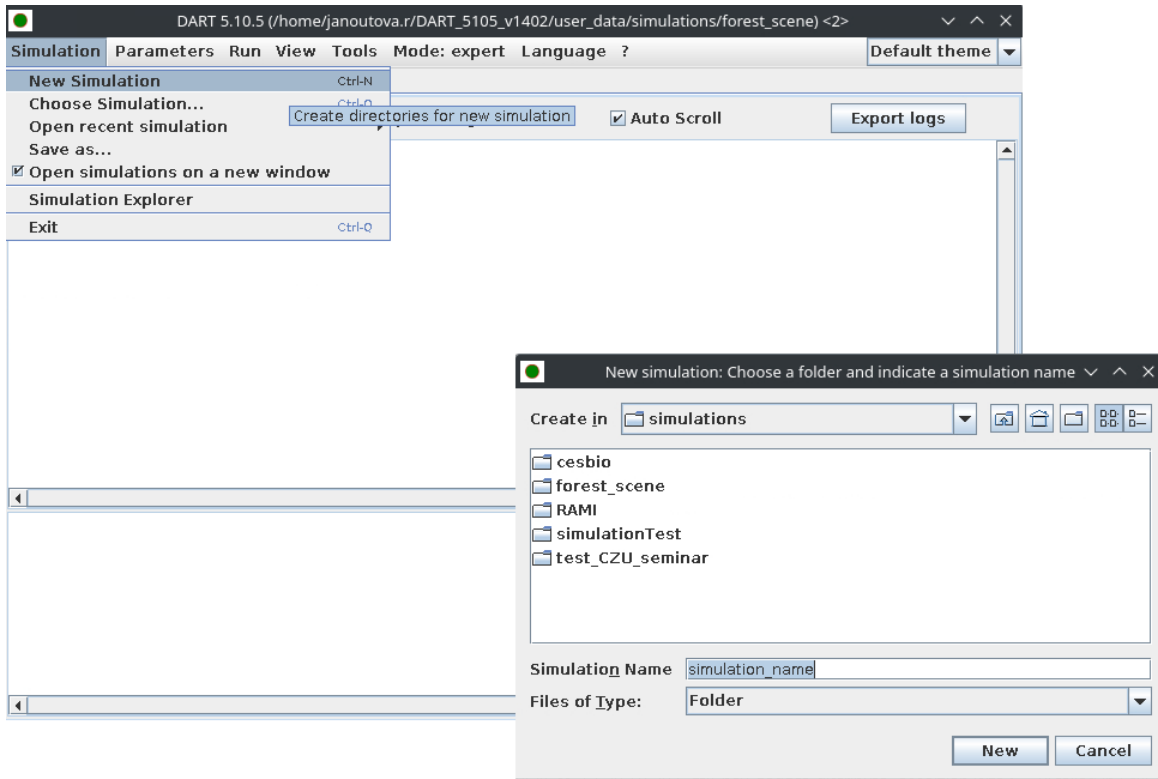 DART 5.10.5 (/home/janoutova.r/DART_5105_v1402/user_data/simulations/forest_scene) <2>
Simulation Parameters Run View Tools Mode: expert Language ? Default theme
New Simulation Ctrl-N
Choose Simulation... Ctrl-O
Create directories for new simulation
Auto Scroll Export logs
Open recent simulation
Save as...
Open simulations on a new window
Simulation Explorer
Exit Ctrl-Q
New simulation: Choose a folder and indicate a simulation name
Create in simulations
cesbio
forest_scene
RAMI
simulationTest
test_CZU_seminar
Simulation Name simulation_name
Files of Type: Folder
New Cancel